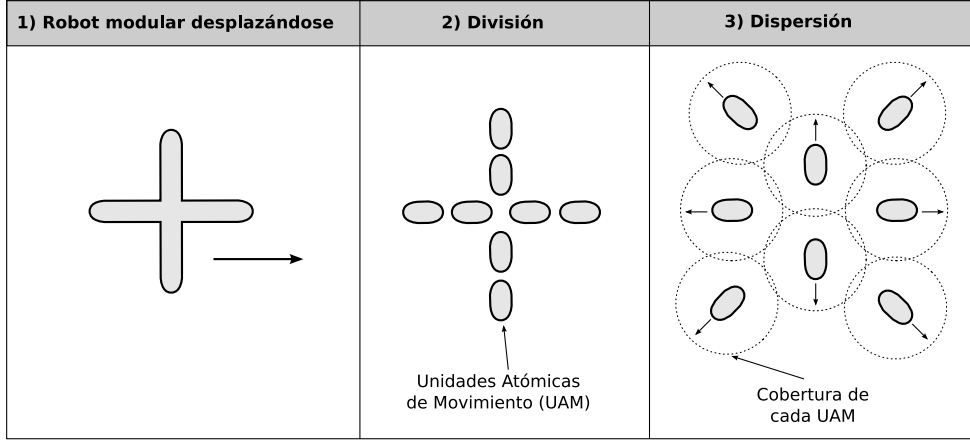 1) Robot modular desplazándose
2) División
3) Dispersión
Unidades Atómicas
de Movimiento (UAM)
Cobertura de
cada UAM